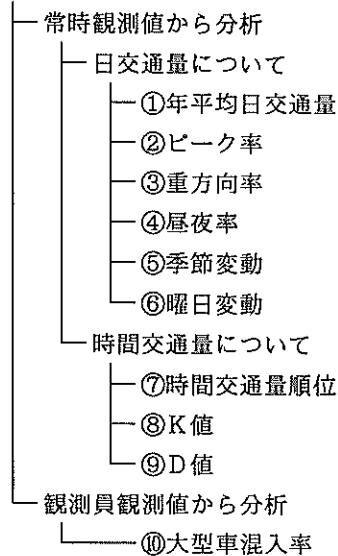 常時観測値から分析
日交通量について
①年平均日交通量
②ピーク率
③重方向率
④昼夜率
⑤季節変動
⑥曜日変動
時間交通量について
⑦時間交通量順位
⑧K値
⑨D値
観測員観測値から分析
⑩大型車混入率